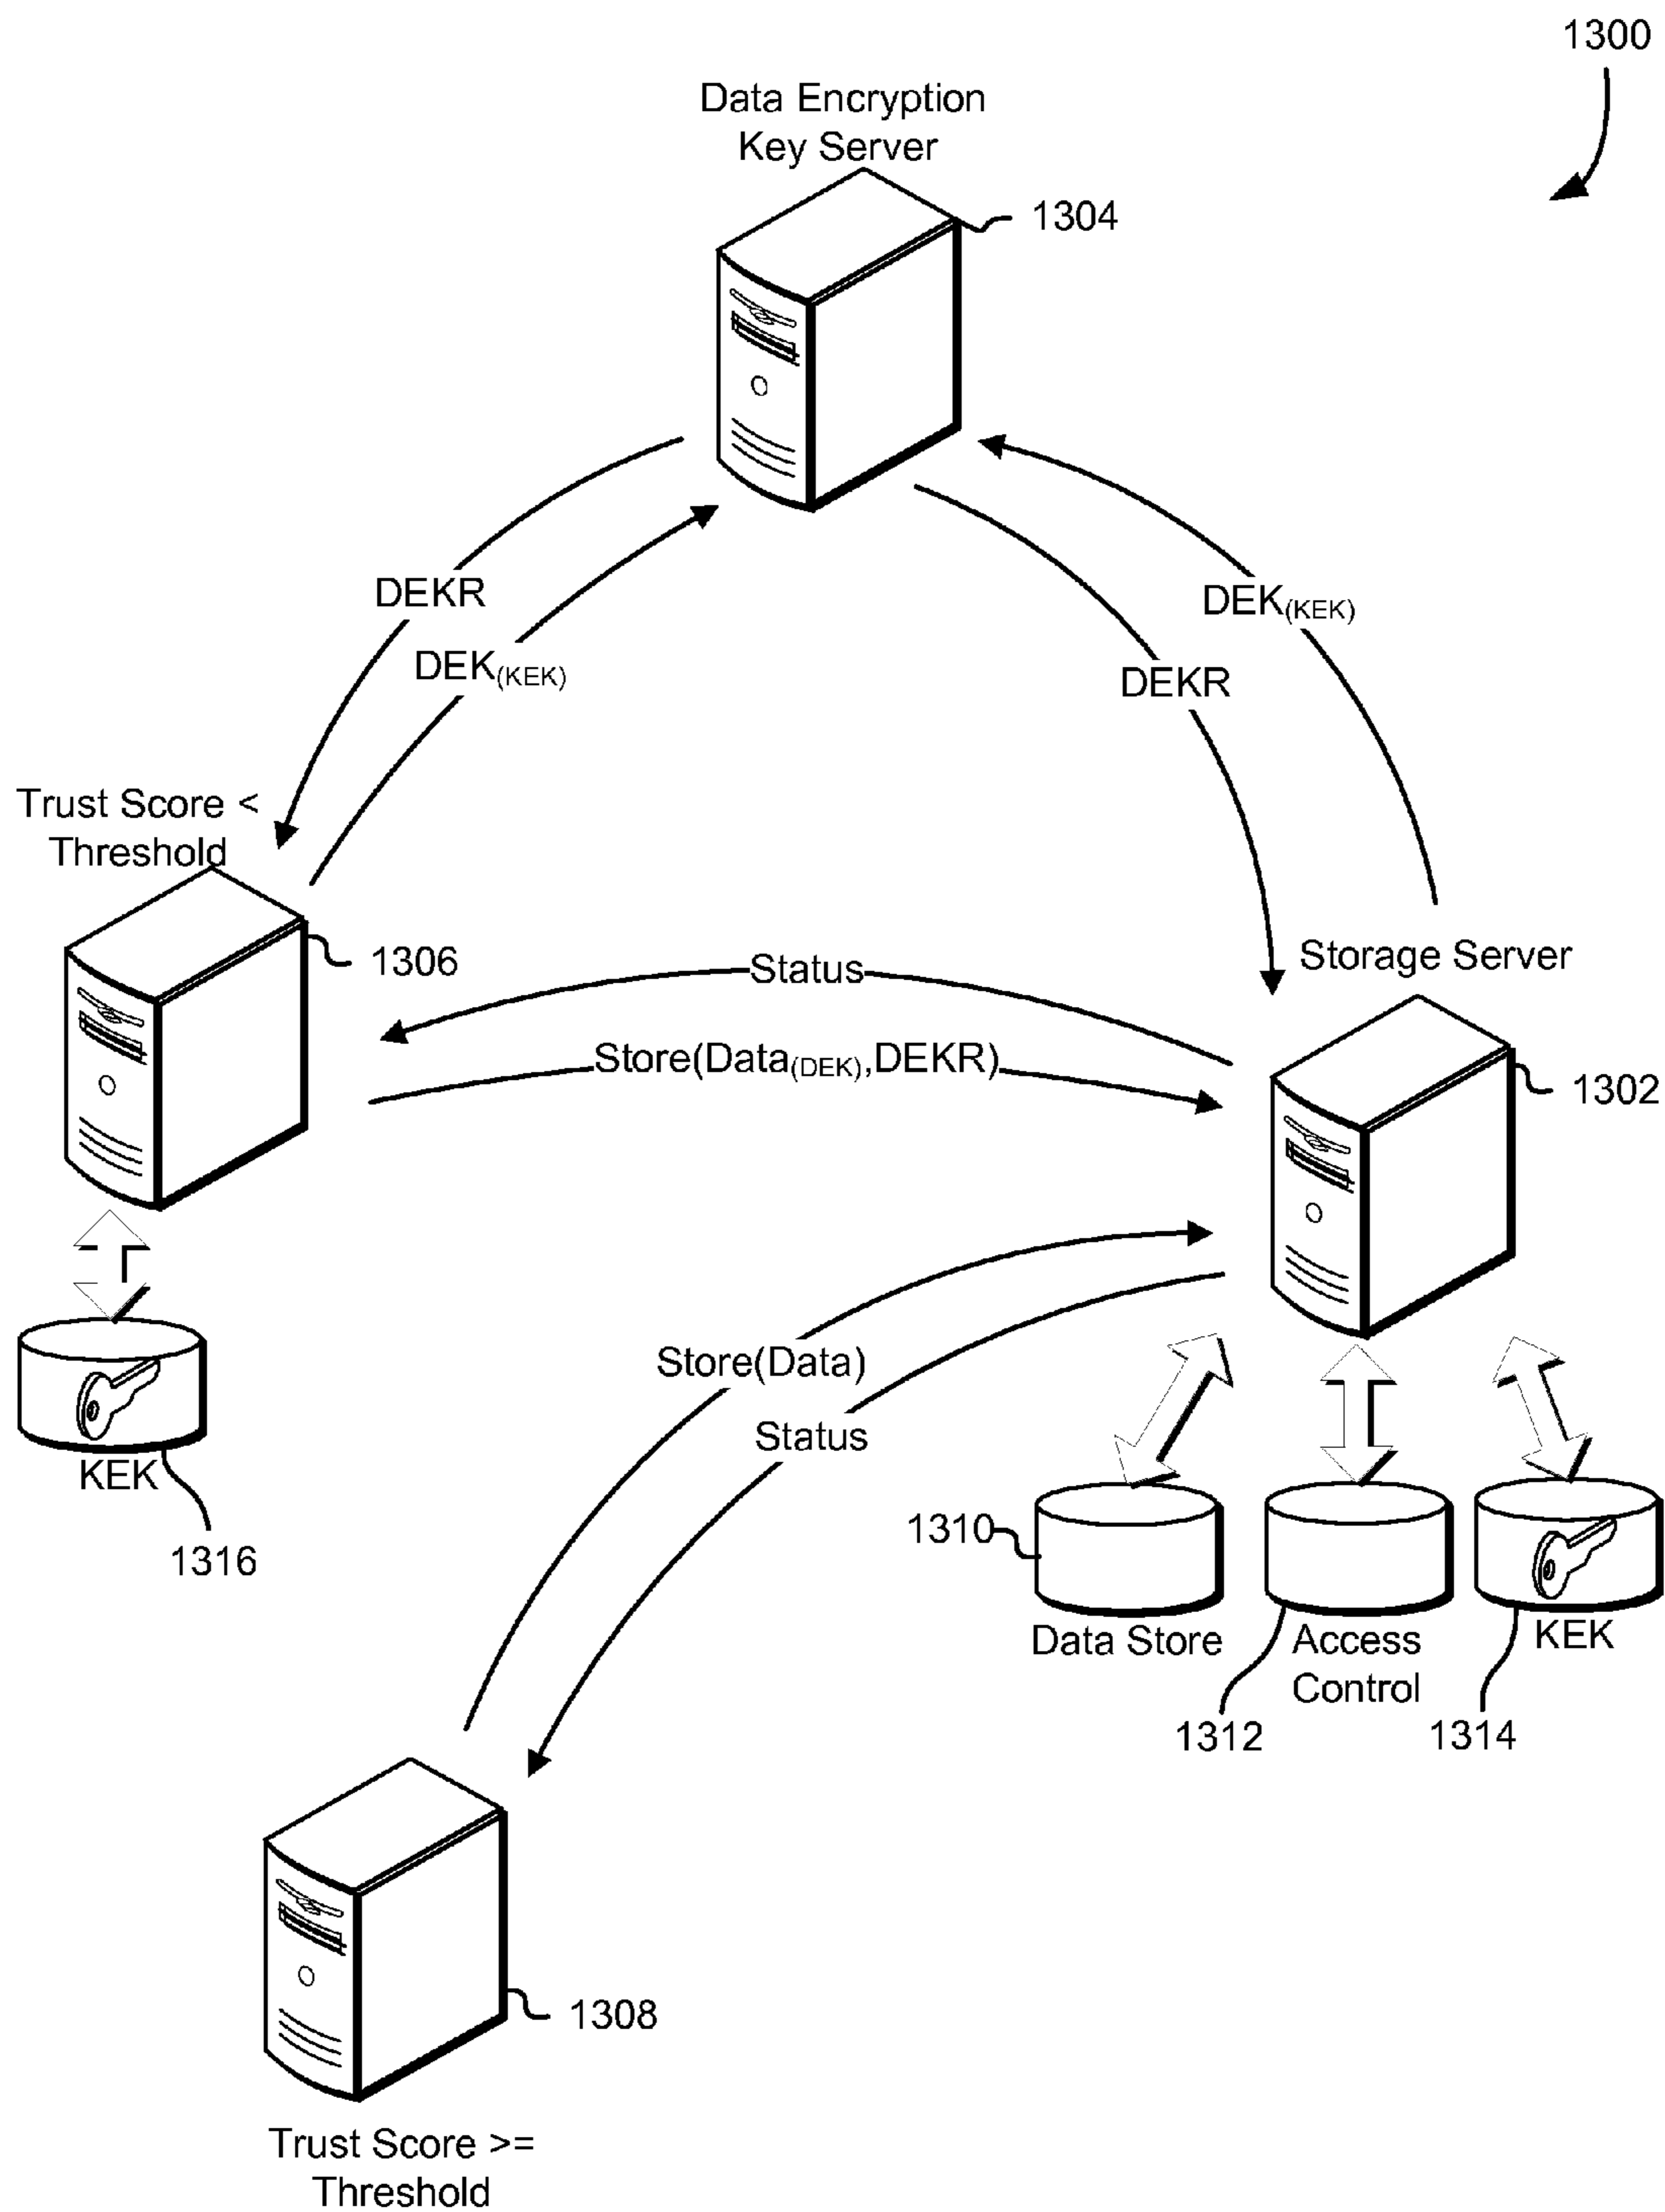 1300
Data Encryption
Key Server
1304
DEKR
DEK(KEK)
DEK(KEK)
DEKR
Trust Score <
Threshold
1306
Status
Storage Server
Store(Data(DEK),DEKR)
1302
Store(Data)
Status
KEK
1316
1310
Data Store
Access
Control
KEK
1312
1314
1308
Trust Score >=
Threshold